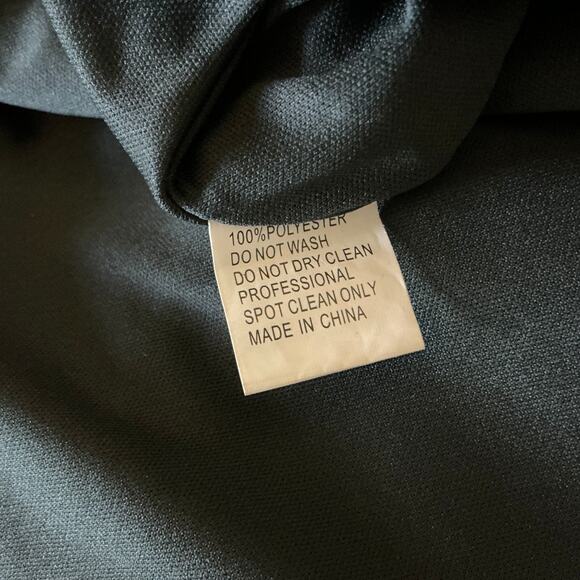 100%POLYESTER
DO NOT WASH
DO NOT DRY CLEAN
PROFESSIONAL
SPOT CLEAN ONLY
MADE IN CHINA